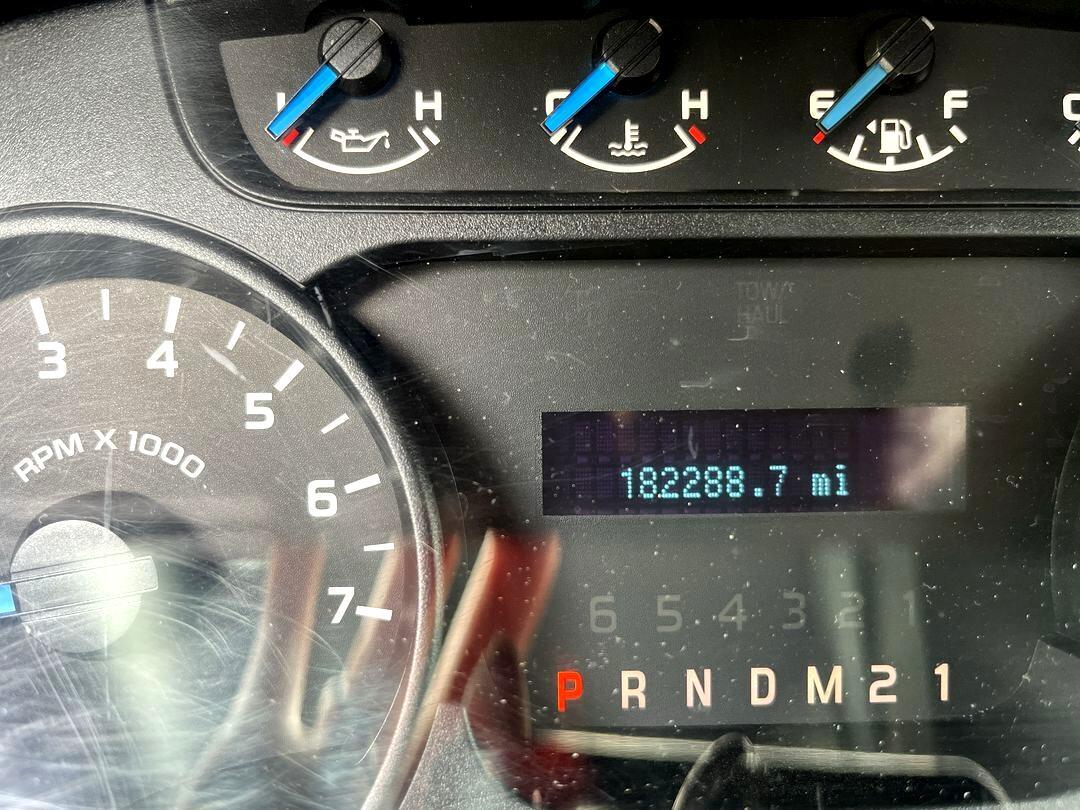 L H C H E F C
TOW/
HAUL
3 4 5 6 7
RPM X 1000
182288.7 mi
6 5 4 3 2 1
P R N D M 2 1